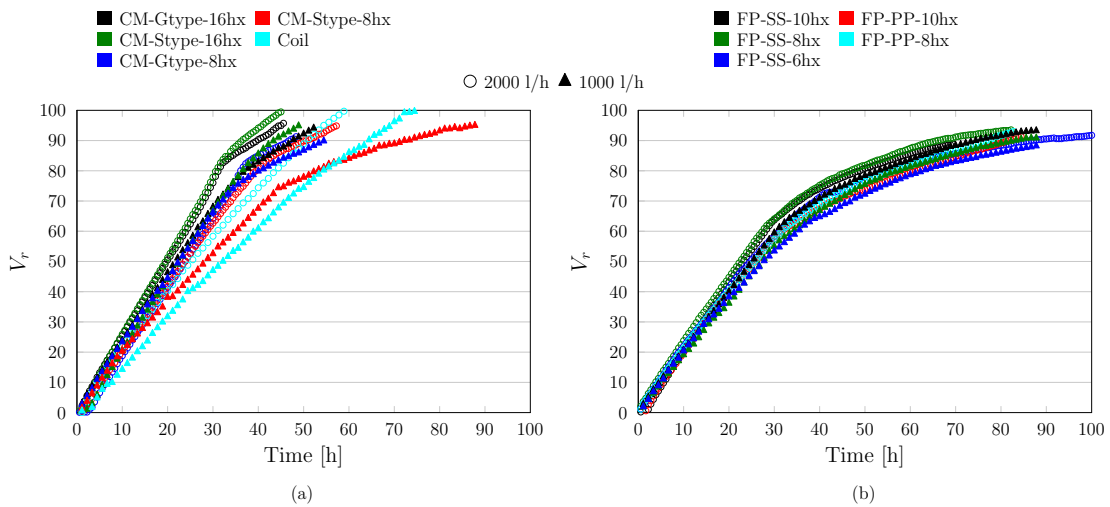 CM-Gtype-16hx CM-Stype-8hx
CM-Stype-16hx Coil
CM-Gtype-8hx
FP-SS-10hx FP-PP-10hx
FP-SS-8hx FP-PP-8hx
FP-SS-6hx
2000 l/h 1000 l/h
100
90
80
70
60
50
40
30
20
10
0
V_r
0 10 20 30 40 50 60 70 80 90 100
Time [h]
(a)
100
90
80
70
60
50
40
30
20
10
0
V_r
0 10 20 30 40 50 60 70 80 90 100
Time [h]
(b)